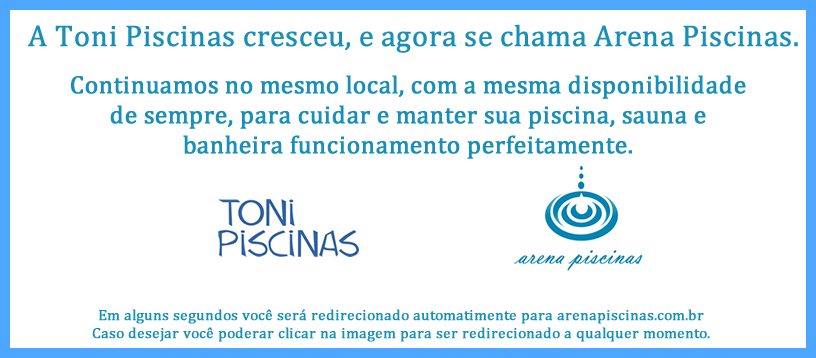 A Toni Piscinas cresceu, e agora se chama Arena Piscinas.
Continuamos no mesmo local, com a mesma disponibilidade
de sempre, para cuidar e manter sua piscina, sauna e
banheira funcionamento perfeitamente.
TONI
PISCINAS
arena piscinas
Em alguns segundos você será redirecionado automatimente para arenapiscinas.com.br
Caso desejar você poderar clicar na imagem para ser redirecionado a qualquer momento.